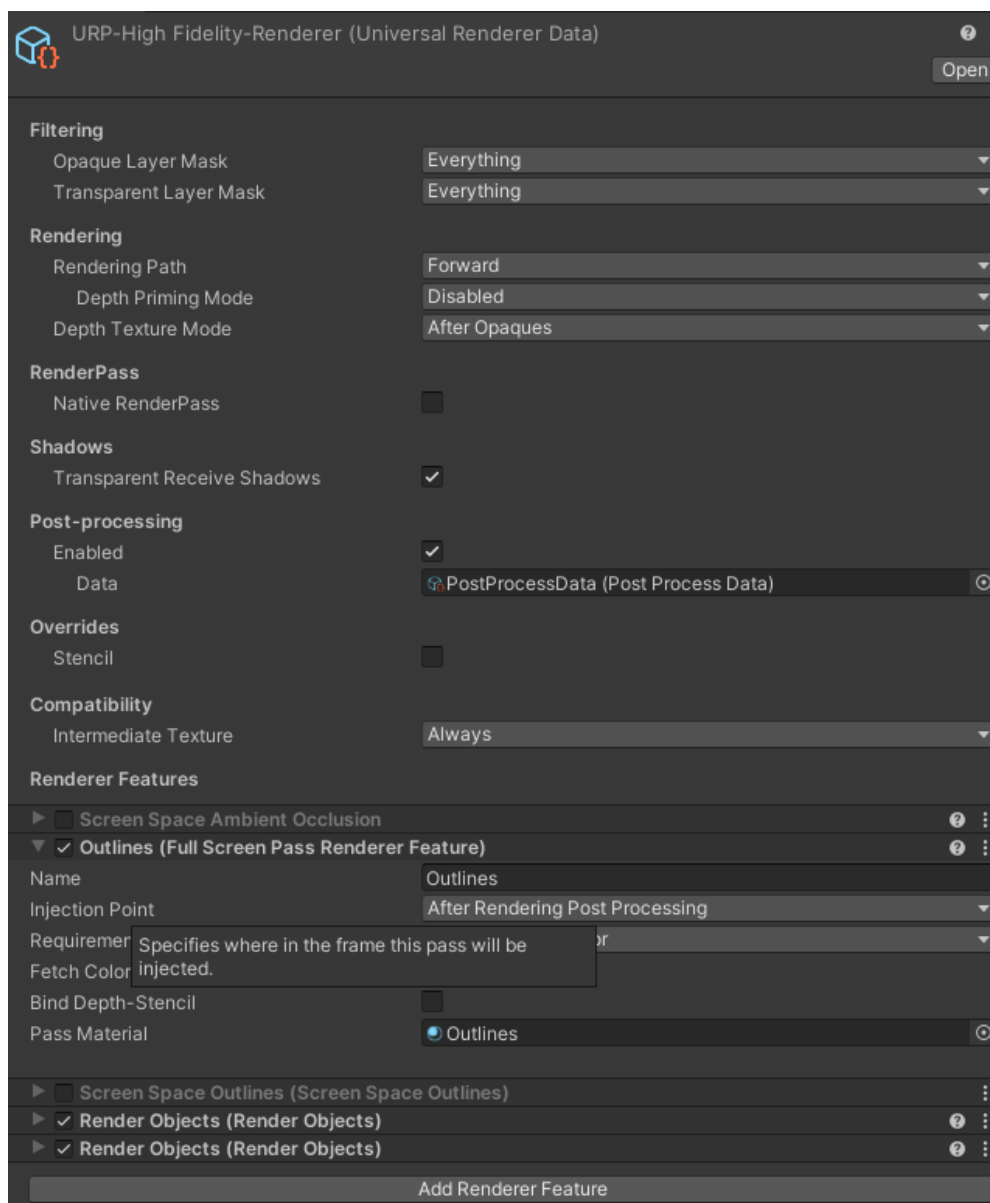 URP-High Fidelity-Renderer (Universal Renderer Data)
Open
Filtering
Opaque Layer Mask Everything
Transparent Layer Mask Everything
Rendering
Rendering Path Forward
Depth Priming Mode Disabled
Depth Texture Mode After Opaques
RenderPass
Native RenderPass
Shadows
Transparent Receive Shadows
Post-processing
Enabled
Data PostProcessData (Post Process Data)
Overrides
Stencil
Compatibility
Intermediate Texture Always
Renderer Features
Screen Space Ambient Occlusion
Outlines (Full Screen Pass Renderer Feature)
Name Outlines
Injection Point After Rendering Post Processing
Specifies where in the frame this pass will be
injected.
Fetch Color
Bind Depth-Stencil
Pass Material Outlines
Screen Space Outlines (Screen Space Outlines)
Render Objects (Render Objects)
Render Objects (Render Objects)
Add Renderer Feature